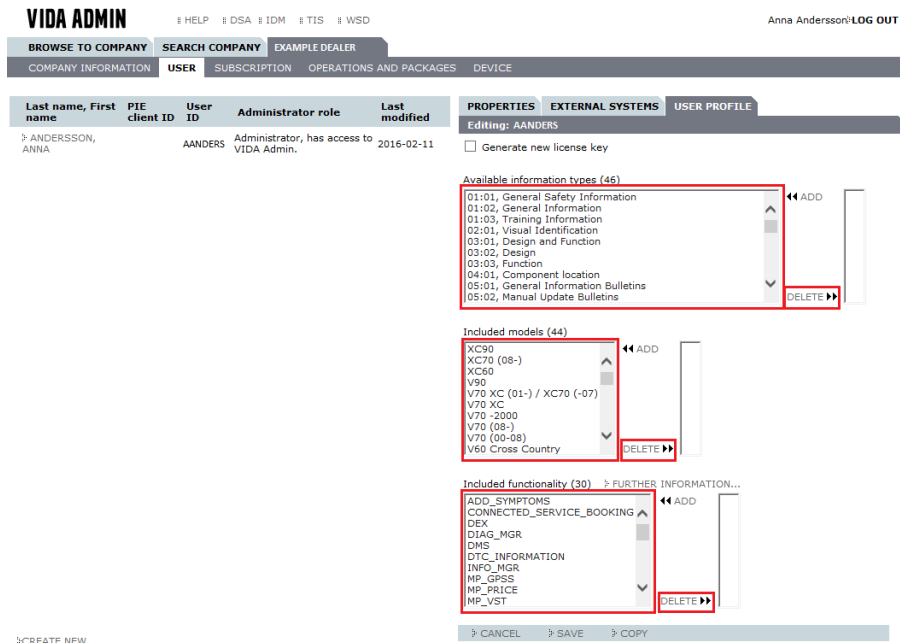 VIDA ADMIN
HELP DSA IDM TIS WSD
Anna Andersson LOG OUT
BROWSE TO COMPANY SEARCH COMPANY EXAMPLE DEALER
COMPANY INFORMATION USER SUBSCRIPTION OPERATIONS AND PACKAGES DEVICE
Last name, First name PIE client ID User ID Administrator role Last modified
ANDERSSON, ANNA AANDERS Administrator, has access to VIDA Admin. 2016-02-11
CREATE NEW
PROPERTIES EXTERNAL SYSTEMS USER PROFILE
Editing: AANDERS
Generate new license key
Available information types (46)
01:01, General Safety Information
01:02, General Information
01:03, Training Information
02:01, Visual Identification
03:01, Design and Function
03:02, Design
03:03, Function
04:01, Component location
05:01, General Information Bulletins
05:02, Manual Update Bulletins
ADD
DELETE
Included models (44)
XC90
XC70 (08-)
XC60
V90
V70 XC (01-) / XC70 (-07)
V70 XC
V70 -2000
V70 (08-)
V70 (00-08)
V60 Cross Country
ADD
DELETE
Included functionality (30) FURTHER INFORMATION...
ADD_SYMPTOMS
CONNECTED_SERVICE_BOOKING
DEX
DIAG_MGR
DMS
DTC_INFORMATION
INFO_MGR
MP_GPSS
MP_PRICE
MP_VST
ADD
DELETE
CANCEL SAVE COPY